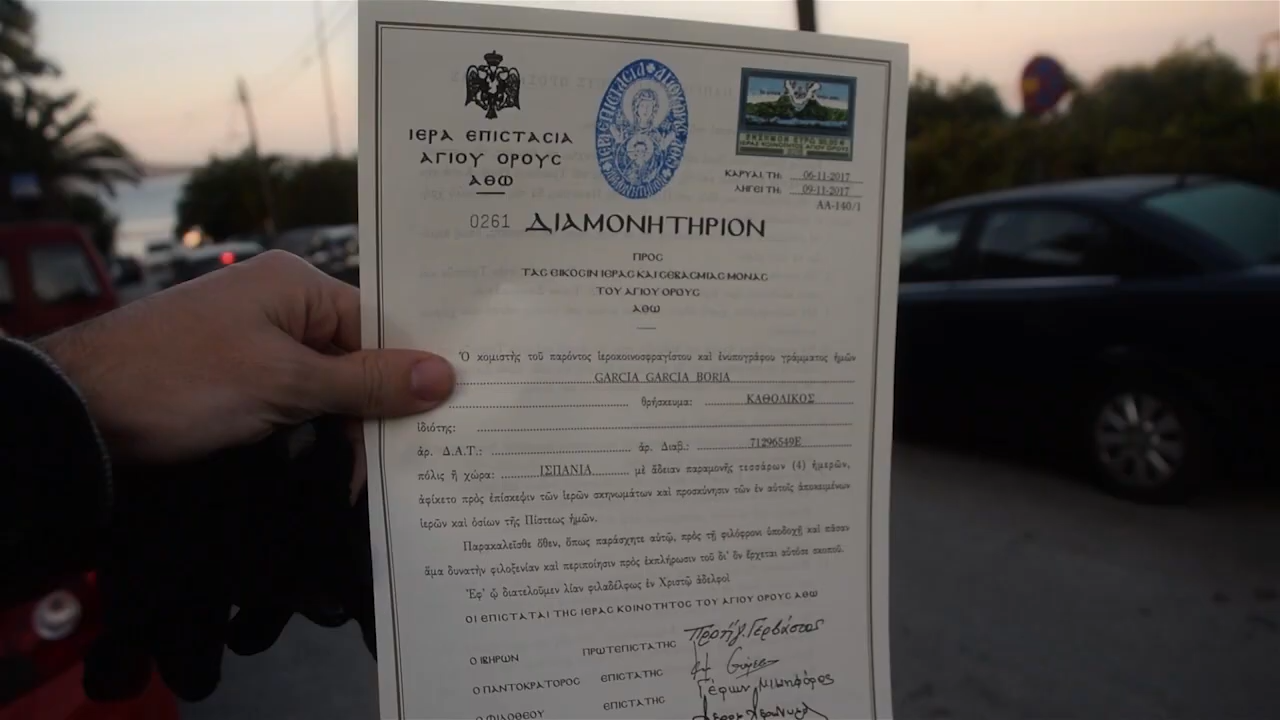 ΙΕΡΑ ΕΠΙΣΤΑΣΙΑ
ΑΓΙΟΥ ΟΡΟΥΣ
ΑΘΩ
ΚΑΡΥΑΙ ΤΗ: 06-11-2017
ΛΗΓΕΙ ΤΗ: 09-11-2017
ΑΑ-140/1
0261 ΔΙΑΜΟΝΗΤΗΡΙΟΝ
ΠΡΟΣ
ΤΑΣ ΕΙΚΟΣΙΝ ΙΕΡΑΣ ΚΑΙ ΣΕΒΑΣΜΙΑΣ ΜΟΝΑΣ
ΤΟΥ ΑΓΙΟΥ ΟΡΟΥΣ
ΑΘΩ
Ὁ κομιστὴς τοῦ παρόντος ἱεροκοινοσφραγίστου καὶ ἐνυπογράφου γράμματος ἡμῶν
GARCIA GARCIA BORJA
θρήσκευμα: ΚΑΘΟΛΙΚΟΣ
ἰδιότης:
ἀρ. Δ.Α.Τ.: ἀρ. Διαβ.: 71296549E
πόλις ἢ χώρα: ΙΣΠΑΝΙΑ μὲ ἄδειαν παραμονῆς τεσσάρων (4) ἡμερῶν,
ἀφίκετο πρὸς ἐπίσκεψιν τῶν ἱερῶν σκηνωμάτων καὶ προσκύνησιν τῶν ἐν αὐτοῖς ἀποκειμένων
ἱερῶν καὶ ὁσίων τῆς Πίστεως ἡμῶν.
Παρακαλεῖσθε ὅθεν, ὅπως παράσχητε αὐτῷ, πρὸς τῇ φιλόφρονι ὑποδοχῇ καὶ πᾶσαν
ἅμα δυνατὴν φιλοξενίαν καὶ περιποίησιν πρὸς ἐκπλήρωσιν τοῦ δι' ὃν ἔρχεται αὐτόσε σκοποῦ.
Ἐφ' ᾧ διατελοῦμεν λίαν φιλαδέλφως ἐν Χριστῷ ἀδελφοὶ
ΟΙ ΕΠΙΣΤΑΤΑΙ ΤΗΣ ΙΕΡΑΣ ΚΟΙΝΟΤΗΤΟΣ ΤΟΥ ΑΓΙΟΥ ΟΡΟΥΣ ΑΘΩ
Ο ΙΒΗΡΩΝ ΠΡΩΤΕΠΙΣΤΑΤΗΣ
Ο ΠΑΝΤΟΚΡΑΤΟΡΟΣ ΕΠΙΣΤΑΤΗΣ
Ο ΦΙΛΟΘΕΟΥ ΕΠΙΣΤΑΤΗΣ